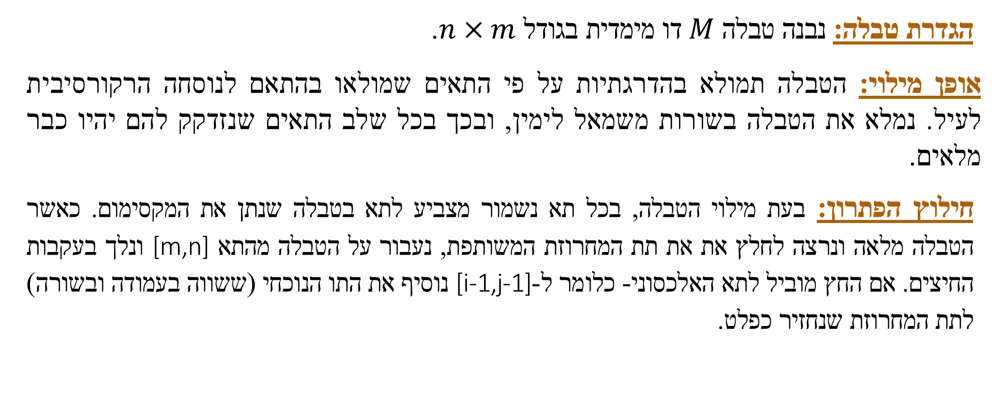 הגדרת טבלה: נבנה טבלה M דו מימדית בגודל n × m.
אופן מילוי: הטבלה תמולא בהדרגתיות על פי התאים שמולאו בהתאם לנוסחה הרקורסיבית
לעיל. נמלא את הטבלה בשורות משמאל לימין, ובכך בכל שלב התאים שנזדקק להם יהיו כבר
מלאים.
חילוץ הפתרון: בעת מילוי הטבלה, בכל תא נשמור מצביע לתא בטבלה שנתן את המקסימום. כאשר
הטבלה מלאה ונרצה לחלץ את את תת המחרוזת המשותפת, נעבור על הטבלה מהתא [m,n] ונלך בעקבות
החיצים. אם החץ מוביל לתא האלכסוני- כלומר ל-[i-1,j-1] נוסיף את התו הנוכחי (ששווה בעמודה ובשורה)
לתת המחרוזת שנחזיר כפלט.